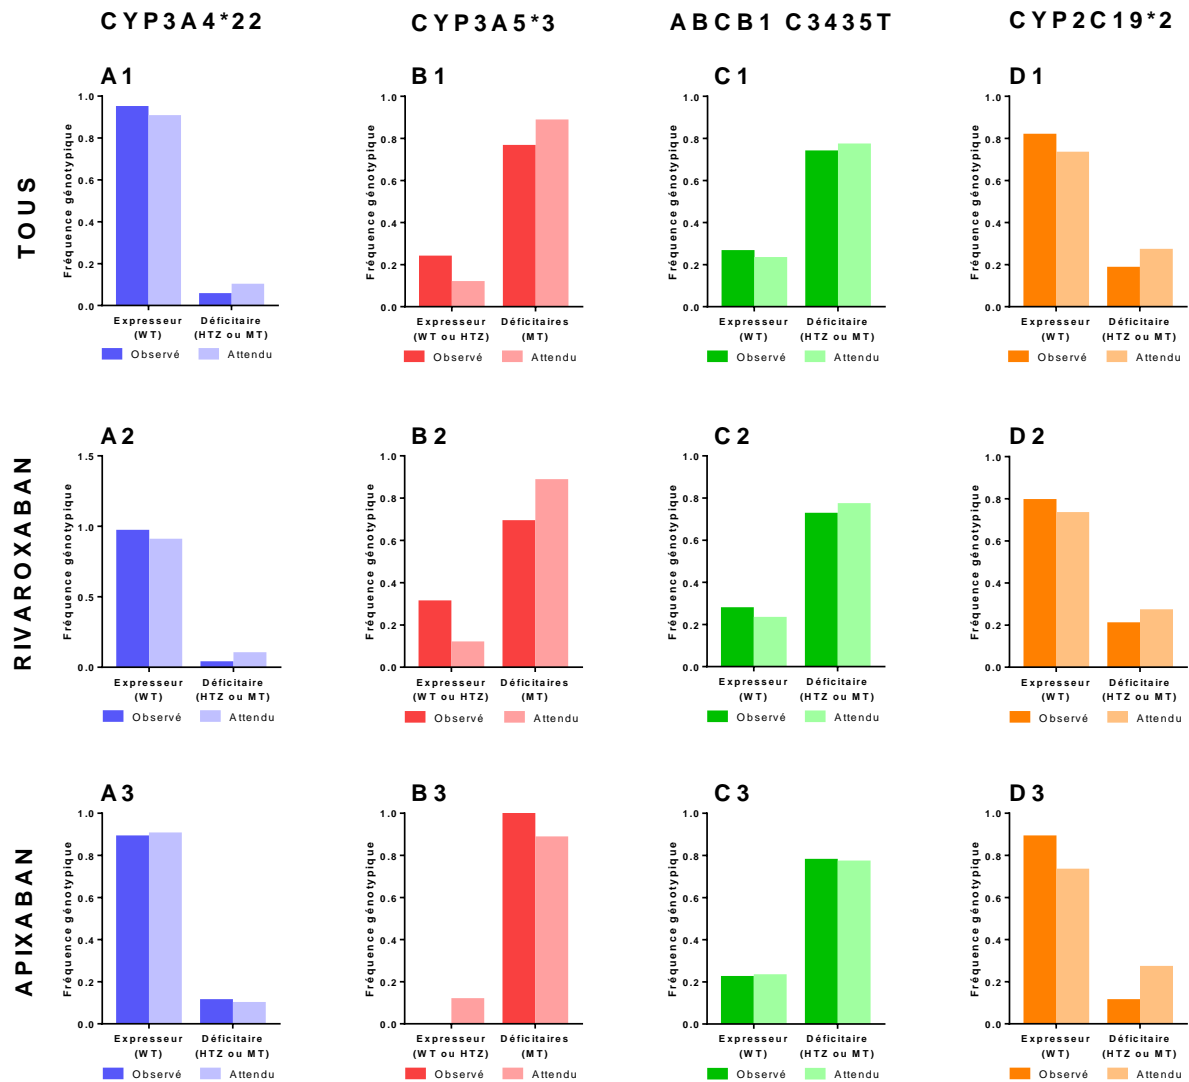 CYP3A4*22
CYP3A5*3
ABCB1 C3435T
CYP2C19*2
TOUS
A1
Fréquence génotypique
1.0
0.8
0.6
0.4
0.2
0.0
Expresseur
(WT)
Déficitaire
(HTZ ou MT)
Observé
Attendu
B1
Fréquence génotypique
1.0
0.8
0.6
0.4
0.2
0.0
Expresseur
(WT ou HTZ)
Déficitaires
(MT)
Observé
Attendu
C1
Fréquence génotypique
1.0
0.8
0.6
0.4
0.2
0.0
Expresseur
(WT)
Déficitaire
(HTZ ou MT)
Observé
Attendu
D1
Fréquence génotypique
1.0
0.8
0.6
0.4
0.2
0.0
Expresseur
(WT)
Déficitaire
(HTZ ou MT)
Observé
Attendu
RIVAROXABAN
A2
Fréquence génotypique
1.5
1.0
0.5
0.0
Expresseur
(WT)
Déficitaire
(HTZ ou MT)
Observé
Attendu
B2
Fréquence génotypique
1.0
0.8
0.6
0.4
0.2
0.0
Expresseur
(WT ou HTZ)
Déficitaires
(MT)
Observé
Attendu
C2
Fréquence génotypique
1.0
0.8
0.6
0.4
0.2
0.0
Expresseur
(WT)
Déficitaire
(HTZ ou MT)
Observé
Attendu
D2
Fréquence génotypique
1.0
0.8
0.6
0.4
0.2
0.0
Expresseur
(WT)
Déficitaire
(HTZ ou MT)
Observé
Attendu
APIXABAN
A3
Fréquence génotypique
1.0
0.8
0.6
0.4
0.2
0.0
Expresseur
(WT)
Déficitaire
(HTZ ou MT)
Observé
Attendu
B3
Fréquence génotypique
1.0
0.8
0.6
0.4
0.2
0.0
Expresseur
(WT ou HTZ)
Déficitaires
(MT)
Observé
Attendu
C3
Fréquence génotypique
1.0
0.8
0.6
0.4
0.2
0.0
Expresseur
(WT)
Déficitaire
(HTZ ou MT)
Observé
Attendu
D3
Fréquence génotypique
1.0
0.8
0.6
0.4
0.2
0.0
Expresseur
(WT)
Déficitaire
(HTZ ou MT)
Observé
Attendu